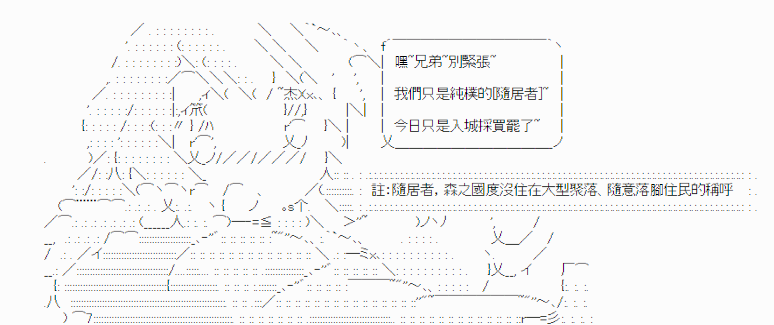 嘿~兄弟~別緊張~
我們只是純樸的[隨居者]~
今日只是入城採買罷了~
註:隨居者，森之國度沒住在大型聚落、隨意落腳住民的稱呼